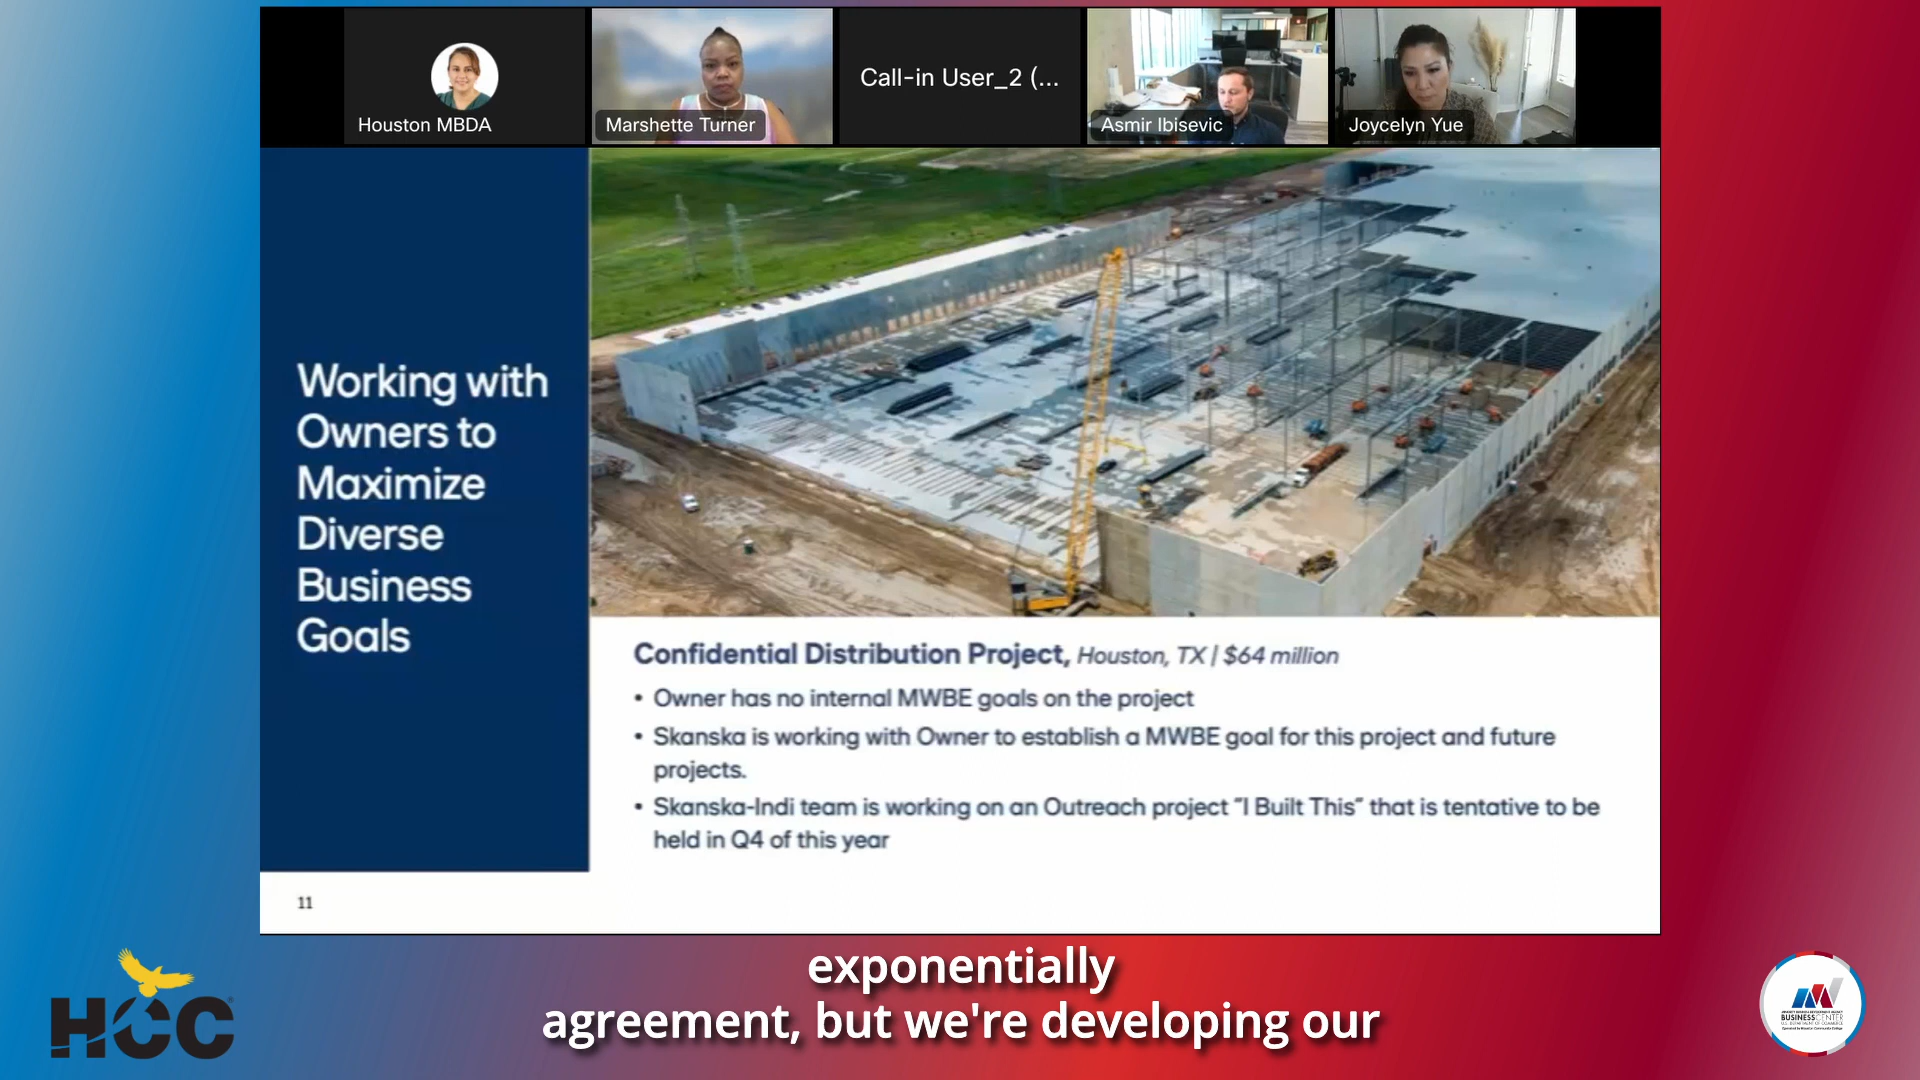 Houston MBDA
Marshette Turner
Call-in User_2 (...
Asmir Ibisevic
Joycelyn Yue
Working with
Owners to
Maximize
Diverse
Business
Goals
Confidential Distribution Project, Houston, TX | $64 million
• Owner has no internal MWBE goals on the project
• Skanska is working with Owner to establish a MWBE goal for this project and future
projects.
• Skanska-Indi team is working on an Outreach project "I Built This" that is tentative to be
held in Q4 of this year
11
exponentially
agreement, but we're developing our
HCC
BUSINESS CENTER